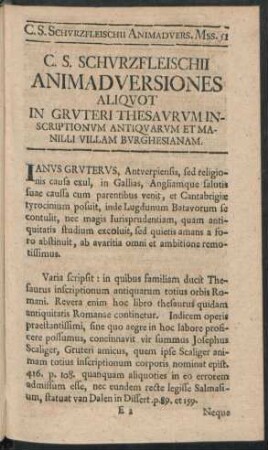 C. S. SCHVRZFLEISCHII ANIMADVERS. MSS. 51
C. S. SCHVRZFLEISCHII
ANIMADVERSIONES
ALIQVOT
IN GRVTERI THESAVRVM IN-
SCRIPTIONVM ANTIQVARVM ET MA-
NILLI VILLAM BVRGHESIANAM.
IANVS GRVTERVS, Antverpiensis, sed religio-
nis causa exul, in Gallias, Angliamque salutis
suae caussa cum parentibus venit, et Cantabrigiae
tyrocinium posuit, inde Lugdunum Batavorum se
contulit, nec magis Iurisprudentiam, quam anti-
quitatis studium excoluit, sed quietis amans a fo-
ro abstinuit, ab avaritia omni et ambitione remo-
tissimus.
Varia scripsit: in quibus familiam ducit The-
saurus inscriptionum antiquarum totius orbis Ro-
mani. Revera enim hoc libro thesaurus quidam
antiquitatis Romanae continetur. Indicem operis
praestantissimi, sine quo aegre in hoc labore prosi-
cere possumus, concinnavit vir summus Josephus
Scaliger, Gruteri amicus, quam ipse Scaliger ani-
mam totius inscriptionum corporis nominat epist.
416. p. 108. quanquam aliquoties in eo errorem
admissum esse, nec eundem recte legisse Salmasi-
um, statuat van Dalen in Dissert. p. 89. et 159.
E 2 Neque